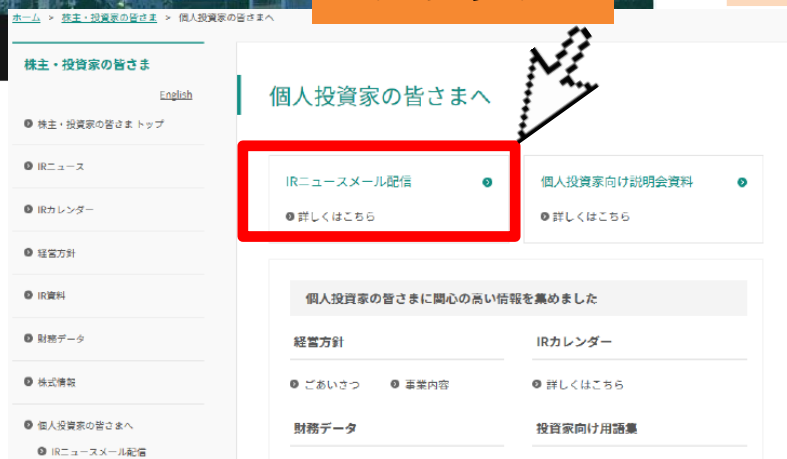 ホーム > 株主・投資家の皆さま > 個人投資家の皆さまへ
株主・投資家の皆さま
English
株主・投資家の皆さま トップ
IRニュース
IRカレンダー
経営方針
IR資料
財務データ
株式情報
個人投資家の皆さまへ
IRニュースメール配信
個人投資家の皆さまへ
IRニュースメール配信
詳しくはこちら
個人投資家向け説明会資料
詳しくはこちら
個人投資家の皆さまに関心の高い情報を集めました
経営方針
ごあいさつ 事業内容
IRカレンダー
詳しくはこちら
財務データ
投資家向け用語集